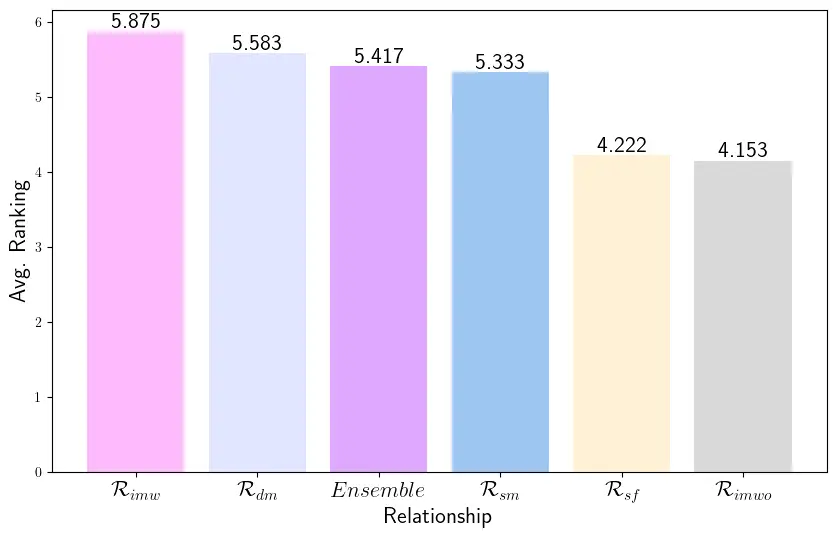 Avg. Ranking
6
5
4
3
2
1
0
5.875
5.583
5.417
5.333
4.222
4.153
ℛ_imw
ℛ_dm
Ensemble
ℛ_sm
ℛ_sf
ℛ_imwo
Relationship